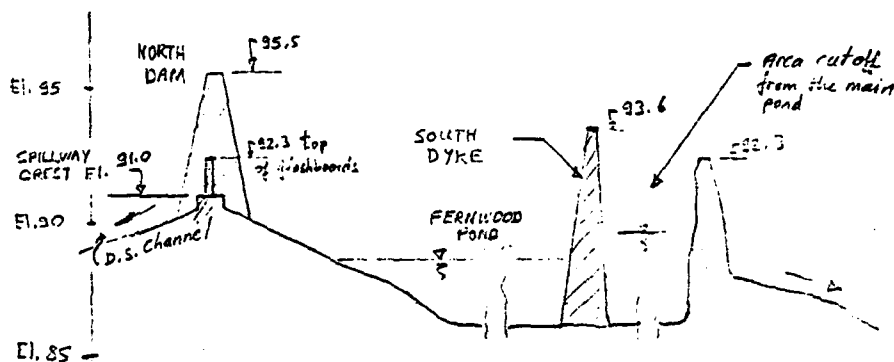 NORTH
DAM
95.5
El. 95
Area cutoff
from the main
pond
93.6
92.3 top
of flashboards
SOUTH
DYKE
92.3
SPILLWAY
CREST El. 91.0
El.90
D.S. Channel
FERNWOOD
POND
El. 85